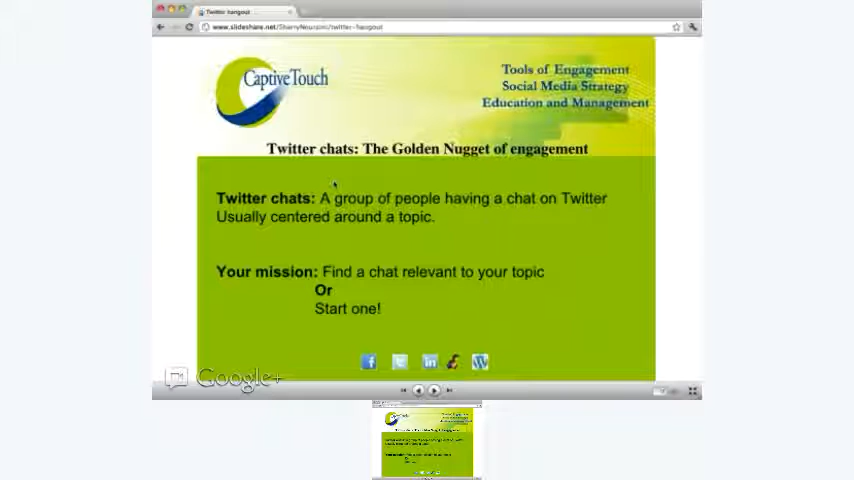 Twitter hangout
www.slideshare.net/SherryNouraini/twitter-hangout
CaptiveTouch
Tools of Engagement
Social Media Strategy
Education and Management
Twitter chats: The Golden Nugget of engagement
Twitter chats: A group of people having a chat on Twitter
Usually centered around a topic.
Your mission: Find a chat relevant to your topic
Or
Start one!
Google+